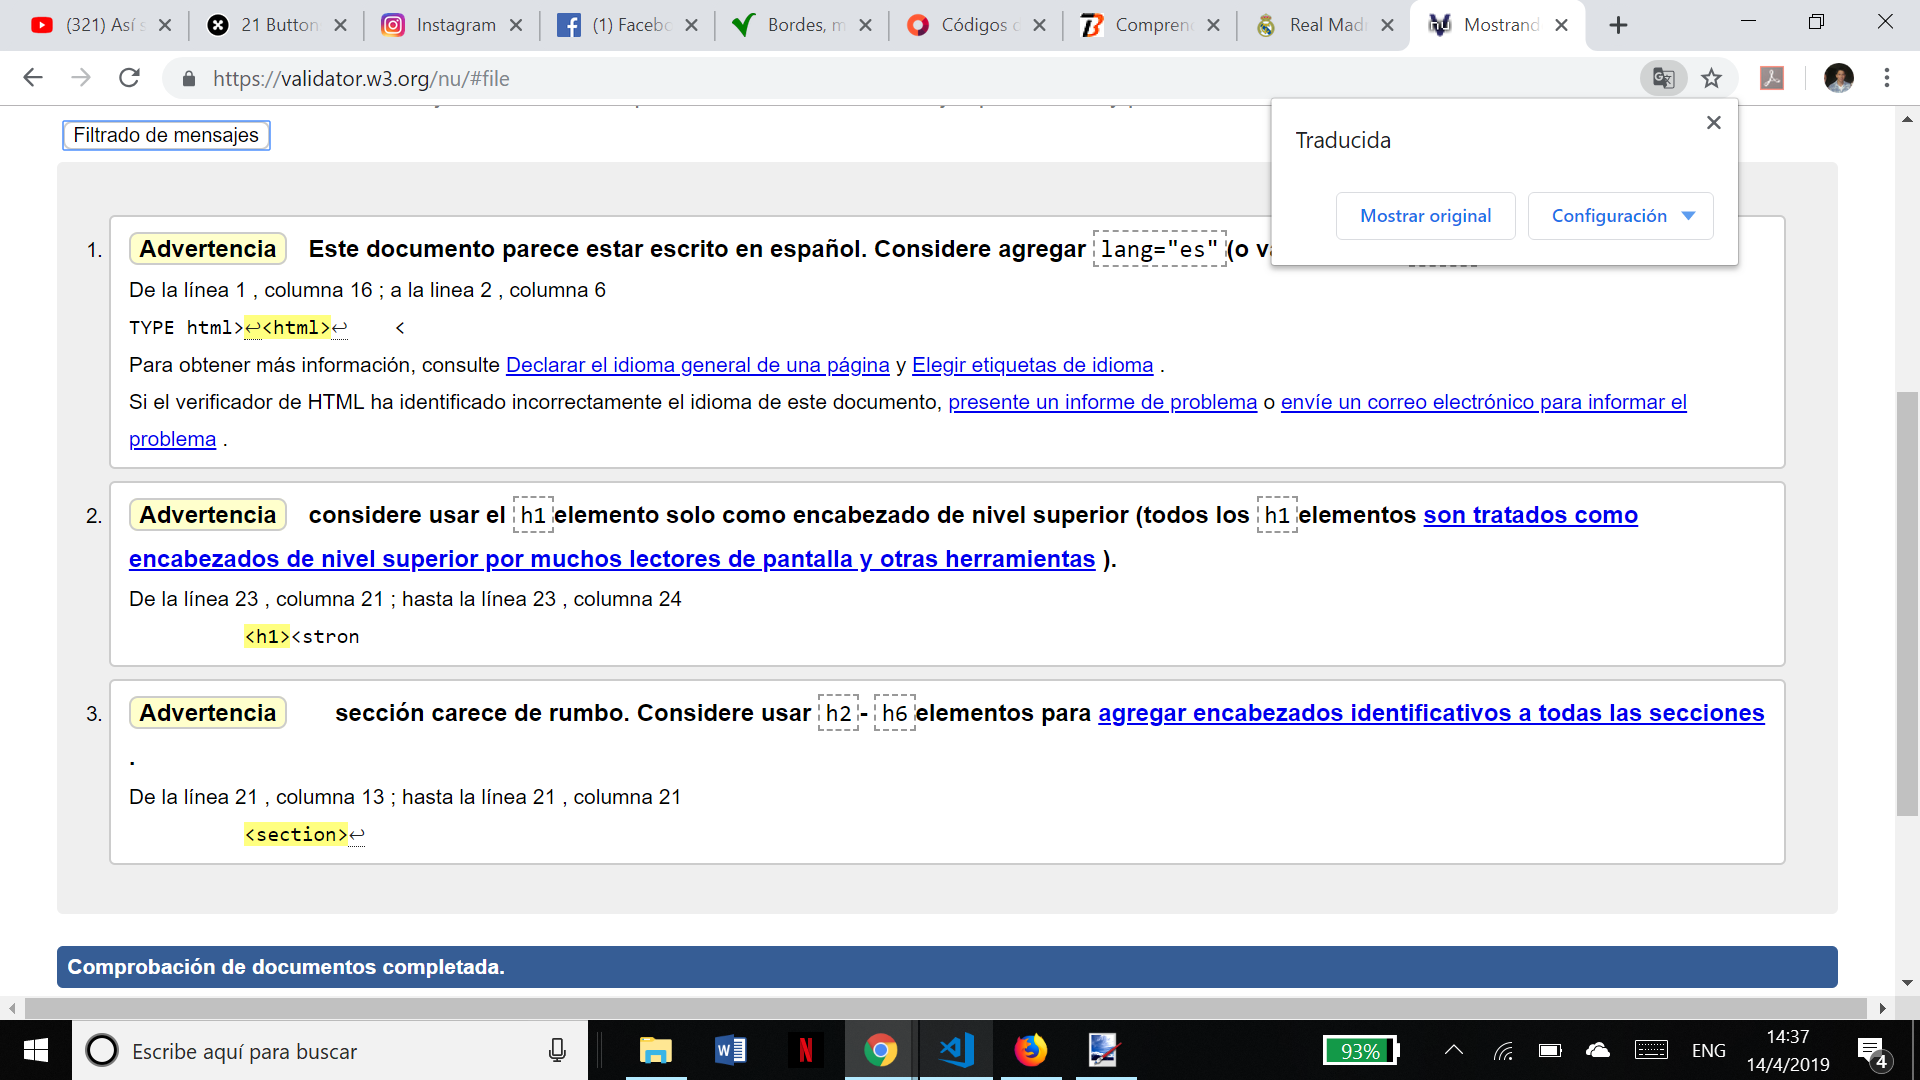 (321) Así s
21 Button
Instagram
(1) Facebo
Bordes, m
Códigos d
Comprend
Real Mad
Mostrand
https://validator.w3.org/nu/#file
Traducida
Mostrar original
Configuración
Filtrado de mensajes
1. Advertencia Este documento parece estar escrito en español. Considere agregar lang="es" (o va
De la línea 1 , columna 16 ; a la linea 2 , columna 6
TYPE html>↩<html>↩ <
Para obtener más información, consulte Declarar el idioma general de una página y Elegir etiquetas de idioma .
Si el verificador de HTML ha identificado incorrectamente el idioma de este documento, presente un informe de problema o envíe un correo electrónico para informar el
problema .
2. Advertencia considere usar el h1 elemento solo como encabezado de nivel superior (todos los h1 elementos son tratados como
encabezados de nivel superior por muchos lectores de pantalla y otras herramientas ).
De la línea 23 , columna 21 ; hasta la línea 23 , columna 24
<h1><stron
3. Advertencia sección carece de rumbo. Considere usar h2 - h6 elementos para agregar encabezados identificativos a todas las secciones
.
De la línea 21 , columna 13 ; hasta la línea 21 , columna 21
<section>↩
Comprobación de documentos completada.
Escribe aquí para buscar
93%
ENG
14:37
14/4/2019
4